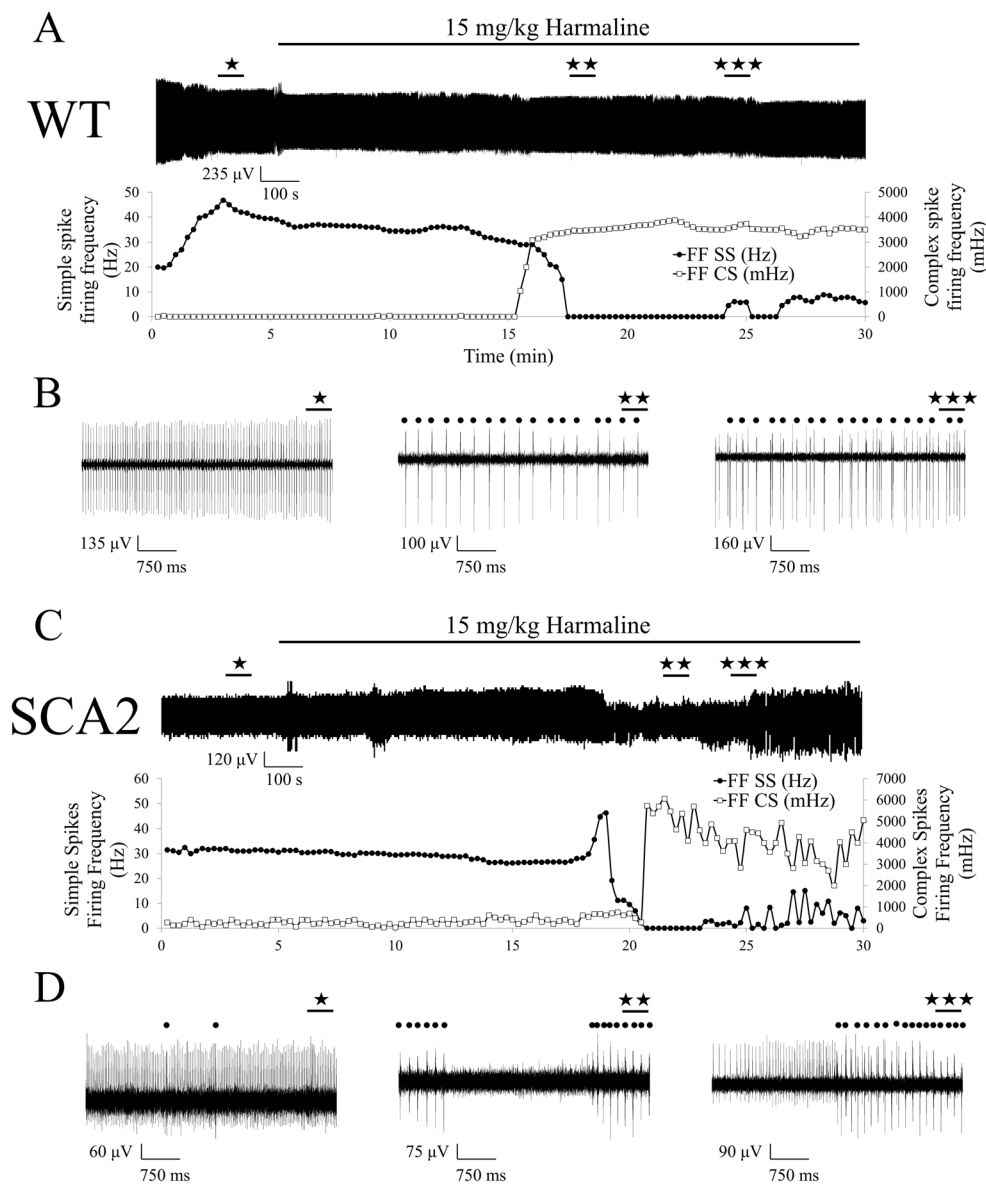 A
15 mg/kg Harmaline
★ ★★ ★★★
WT
235 µV
100 s
Simple spike
firing frequency
(Hz)
50
40
30
20
10
0
5000
4000
3000
2000
1000
0
Complex spike
firing frequency
(mHz)
FF SS (Hz)
FF CS (mHz)
0 5 10 15 20 25 30
Time (min)
B
★ ★★ ★★★
135 µV
750 ms
100 µV
750 ms
160 µV
750 ms
C
15 mg/kg Harmaline
★ ★★ ★★★
SCA2
120 µV
100 s
Simple Spikes
Firing Frequency
(Hz)
60
50
40
30
20
10
0
7000
6000
5000
4000
3000
2000
1000
0
Complex Spikes
Firing Frequency
(mHz)
FF SS (Hz)
FF CS (mHz)
0 5 10 15 20 25 30
D
★ ★★ ★★★
60 µV
750 ms
75 µV
750 ms
90 µV
750 ms